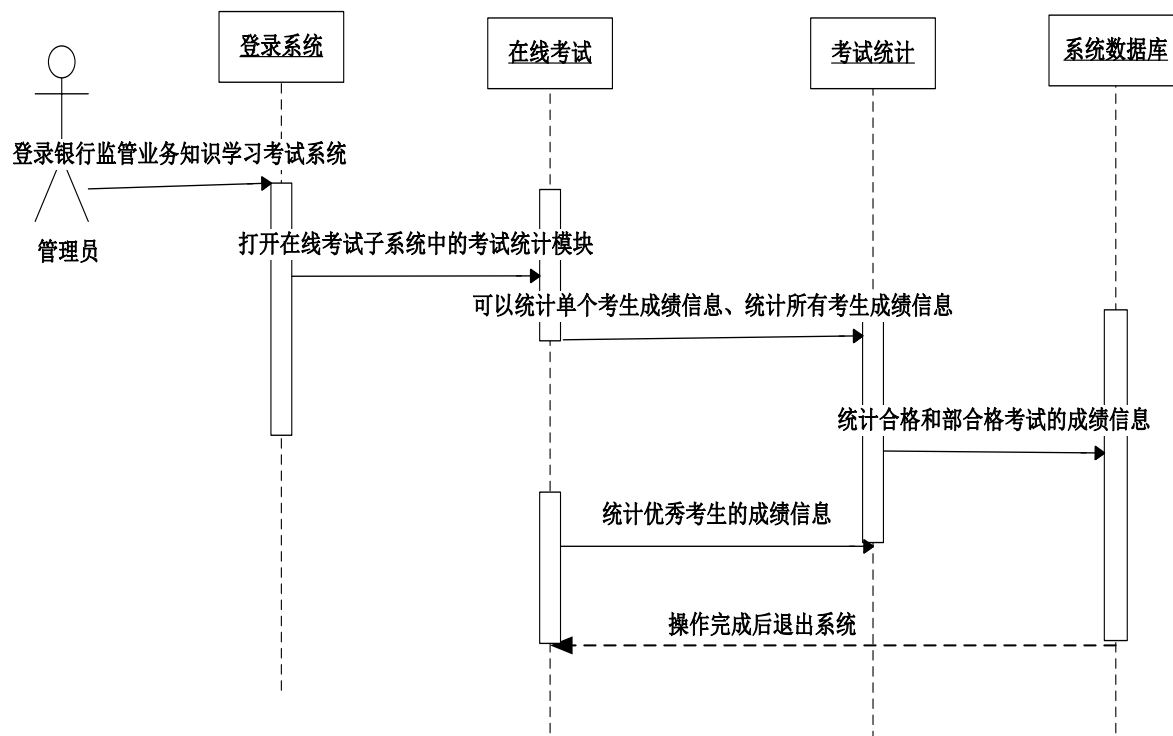 登录系统
在线考试
考试统计
系统数据库
登录银行监管业务知识学习考试系统
管理员
打开在线考试子系统中的考试统计模块
可以统计单个考生成绩信息、统计所有考生成绩信息
统计合格和部合格考试的成绩信息
统计优秀考生的成绩信息
操作完成后退出系统